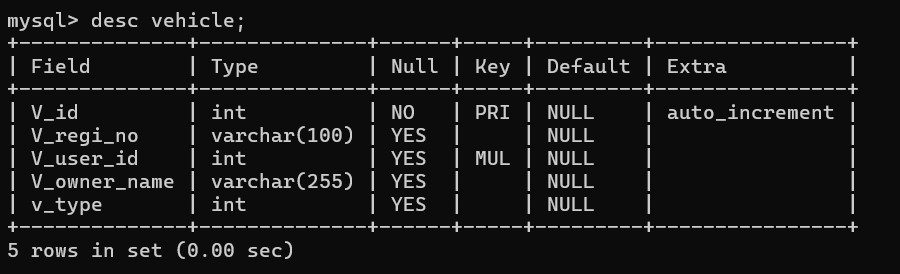 mysql> desc vehicle;
+--------------+--------------+------+-----+---------+----------------+
| Field        | Type         | Null | Key | Default | Extra          |
+--------------+--------------+------+-----+---------+----------------+
| V_id         | int          | NO   | PRI | NULL    | auto_increment |
| V_regi_no    | varchar(100) | YES  |     | NULL    |                |
| V_user_id    | int          | YES  | MUL | NULL    |                |
| V_owner_name | varchar(255) | YES  |     | NULL    |                |
| v_type       | int          | YES  |     | NULL    |                |
+--------------+--------------+------+-----+---------+----------------+
5 rows in set (0.00 sec)